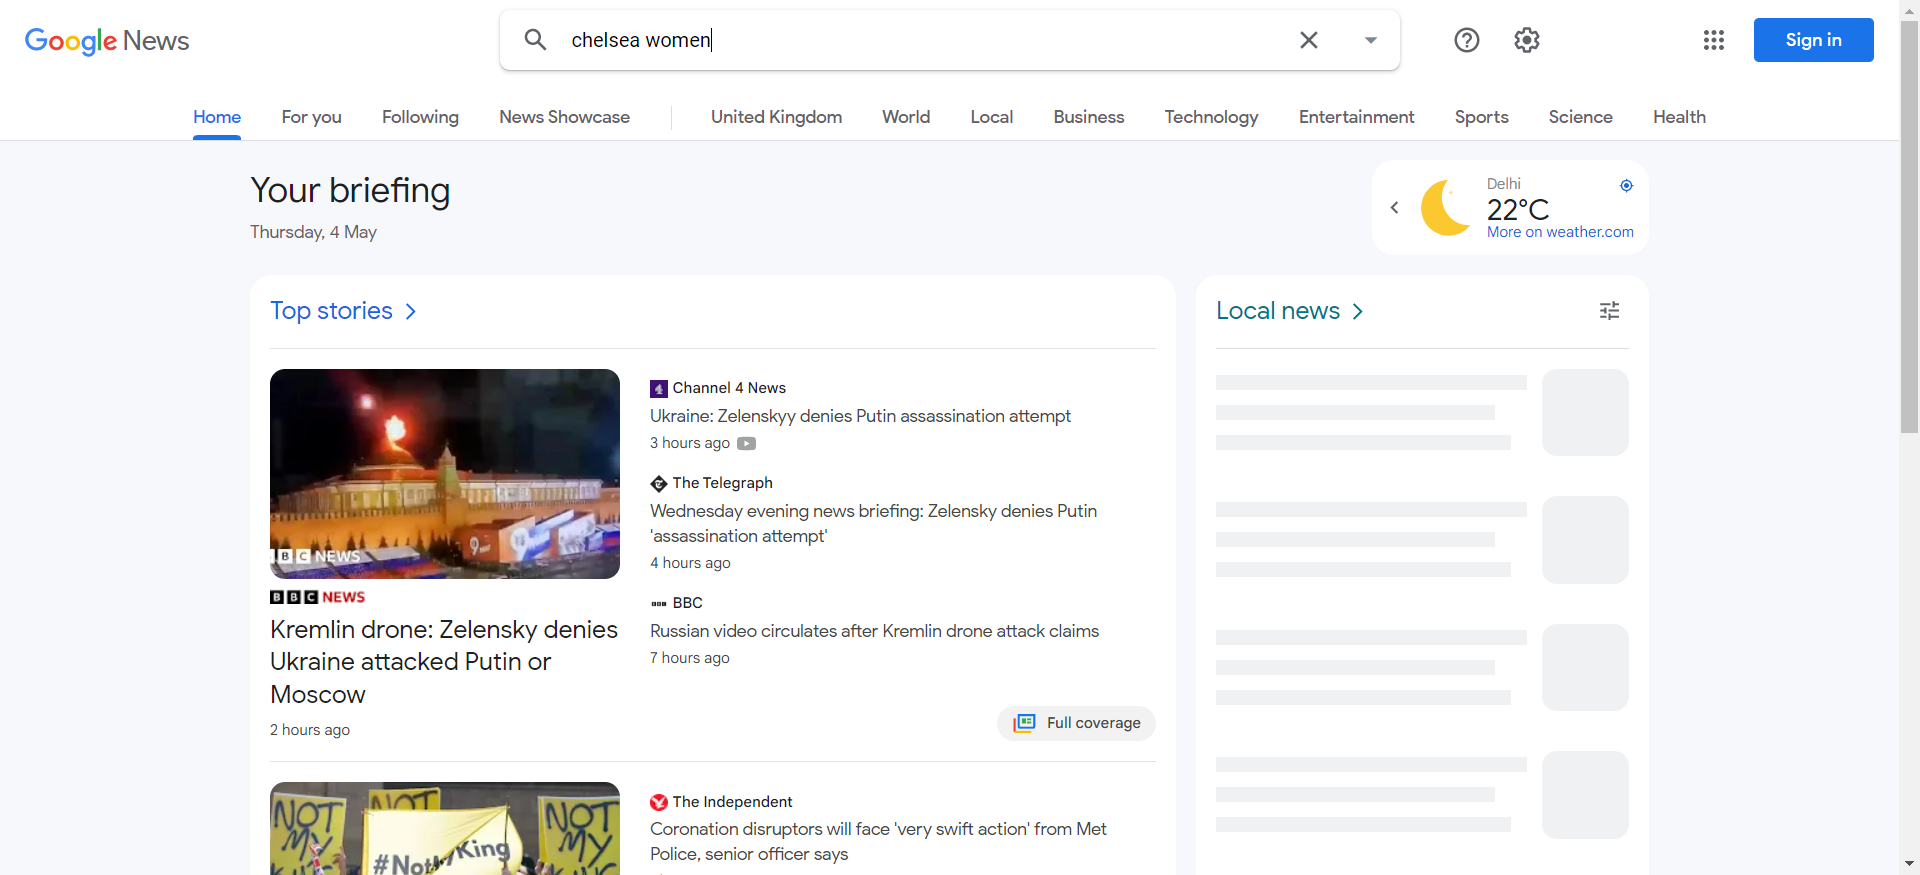 Google News
chelsea women
Sign in
Home For you Following News Showcase United Kingdom World Local Business Technology Entertainment Sports Science Health
Your briefing
Thursday, 4 May
Delhi
22°C
More on weather.com
Top stories
BBC NEWS
BBC NEWS
Kremlin drone: Zelensky denies
Ukraine attacked Putin or
Moscow
2 hours ago
Channel 4 News
Ukraine: Zelenskyy denies Putin assassination attempt
3 hours ago
The Telegraph
Wednesday evening news briefing: Zelensky denies Putin
'assassination attempt'
4 hours ago
BBC
Russian video circulates after Kremlin drone attack claims
7 hours ago
Full coverage
NOT MY
NOT
#NotMyKing
NOT MY
The Independent
Coronation disruptors will face 'very swift action' from Met
Police, senior officer says
Local news